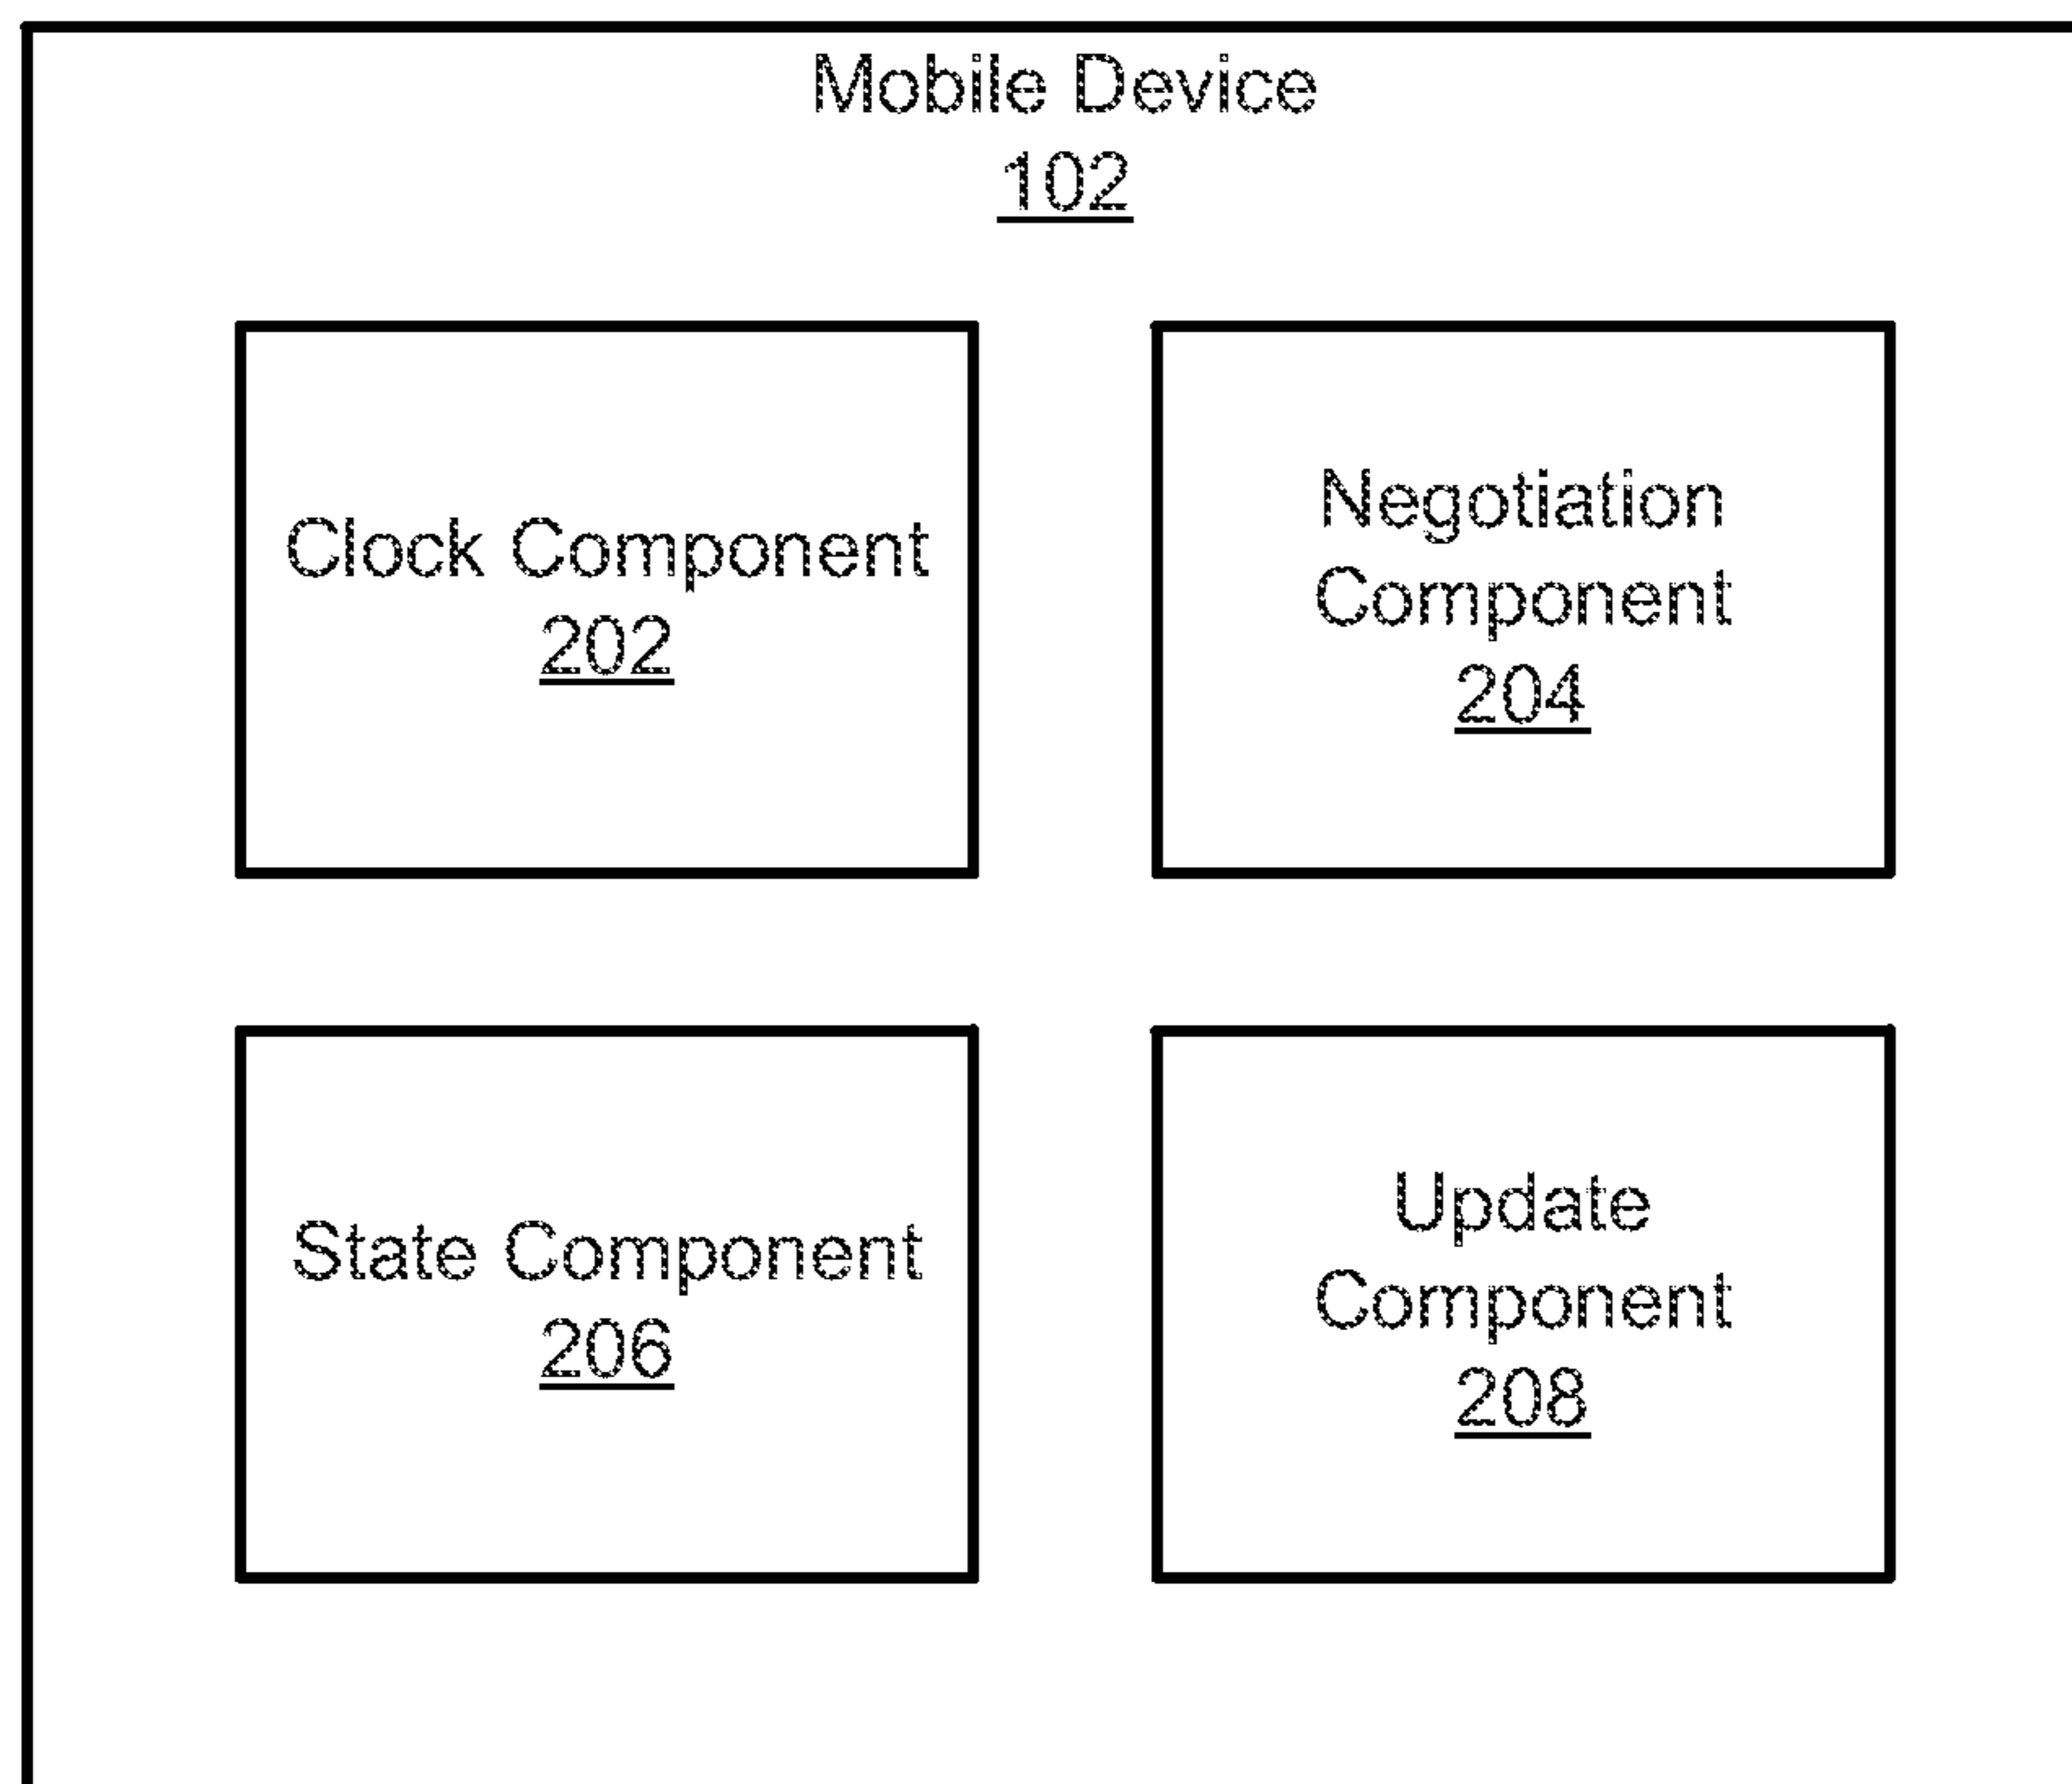 Mobile Device
102
Clock Component
202
Negotiation
Component
204
State Component
206
Update
Component
208